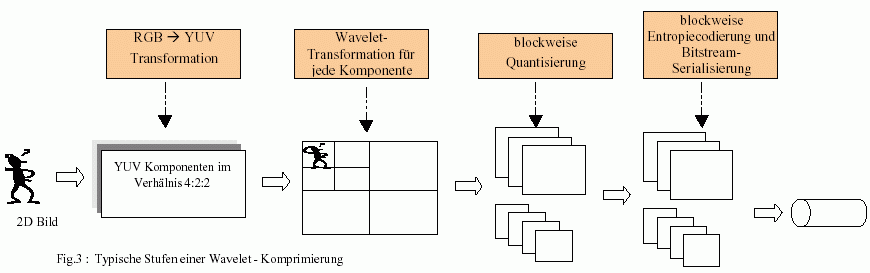 RGB → YUV
Transformation
Wavelet-
Transformation für
jede Komponente
blockweise
Quantisierung
blockweise
Entropiecodierung und
Bitstream-
Serialisierung
YUV Komponenten im
Verhälnis 4:2:2
2D Bild
Fig.3 : Typische Stufen einer Wavelet - Komprimierung